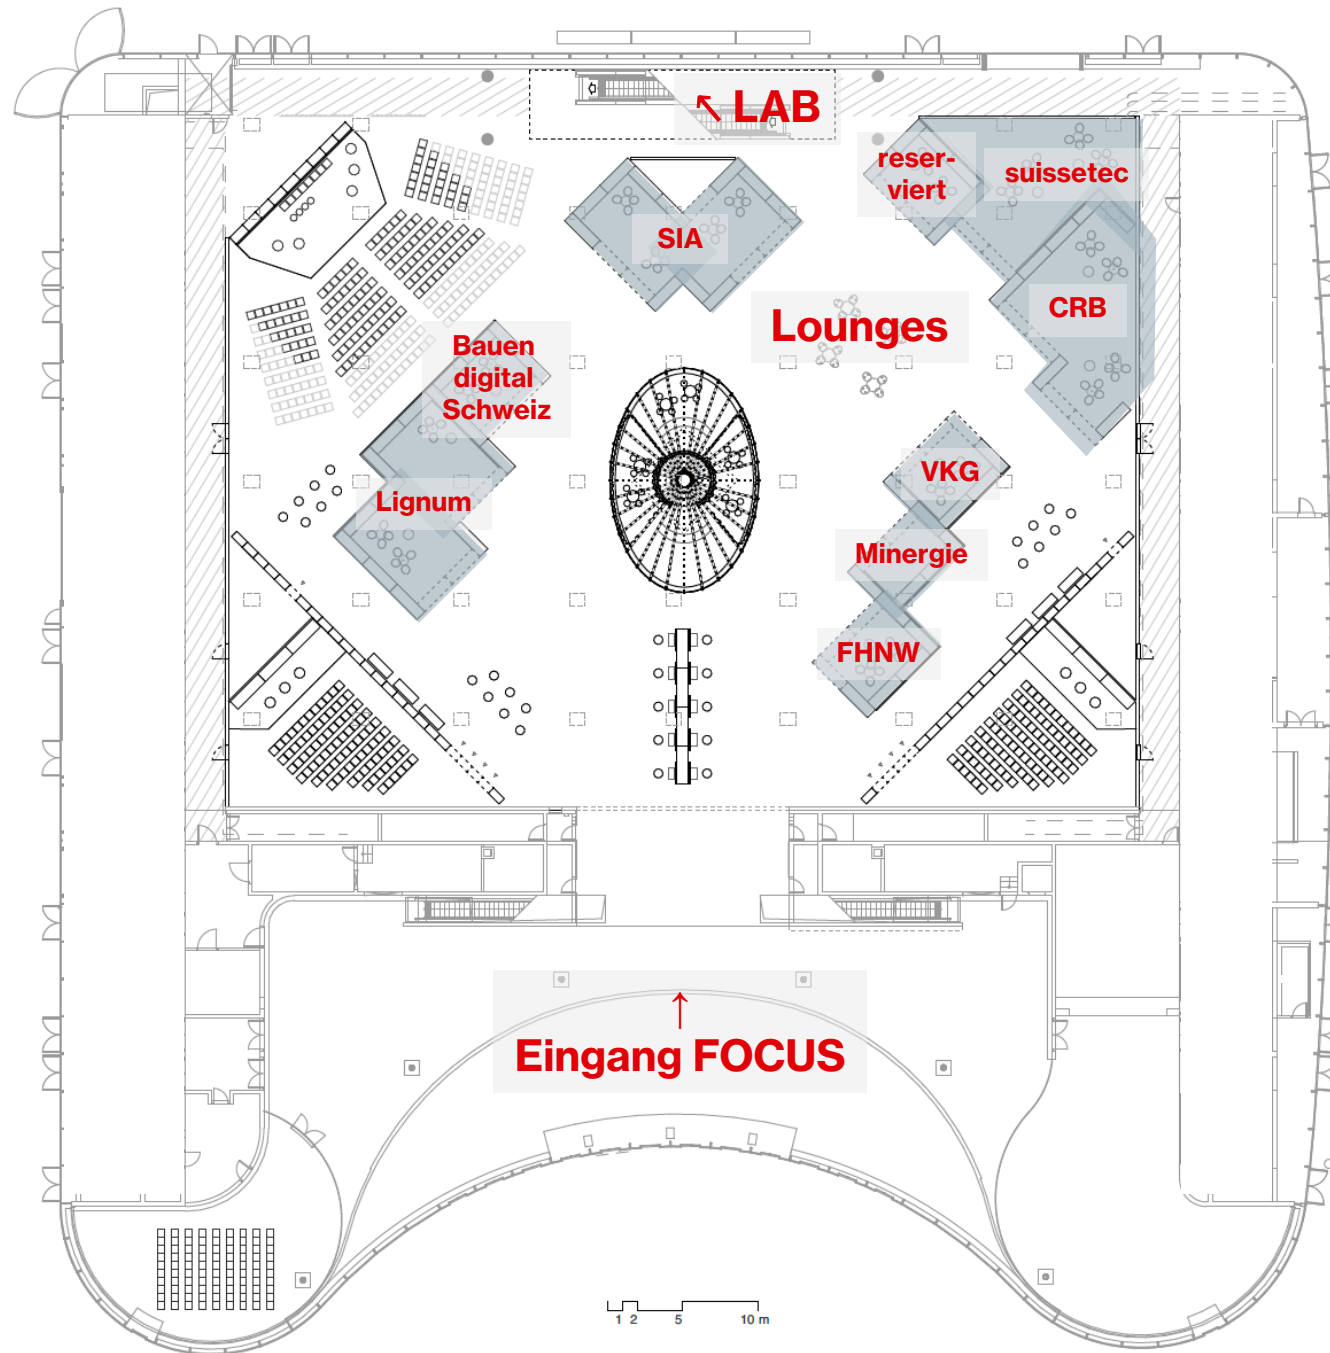 ↖ LAB
reser-
viert
suissetec
SIA
CRB
Lounges
Bauen
digital
Schweiz
VKG
Lignum
Minergie
FHNW
↑
Eingang FOCUS
1 2 5 10 m